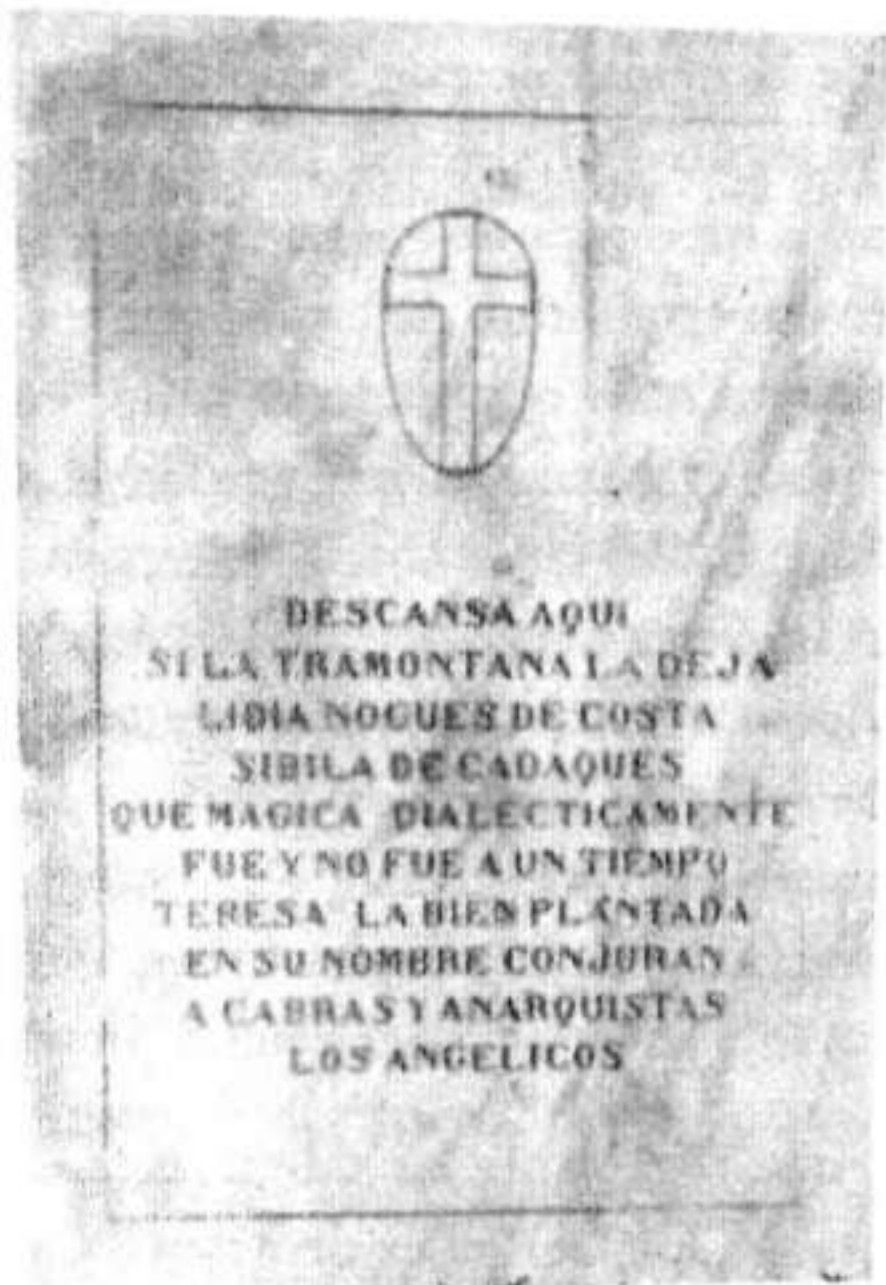 DESCANSA AQUI
SI LA TRAMONTANA LA DEJA
LIDIA NOGUES DE COSTA
SIBILA DE CADAQUES
QUE MAGICA DIALECTICAMENTE
FUE Y NO FUE A UN TIEMPO
TERESA LA BIEN PLANTADA
EN SU NOMBRE CONJURAN
A CABRAS Y ANARQUISTAS
LOS ANGELICOS